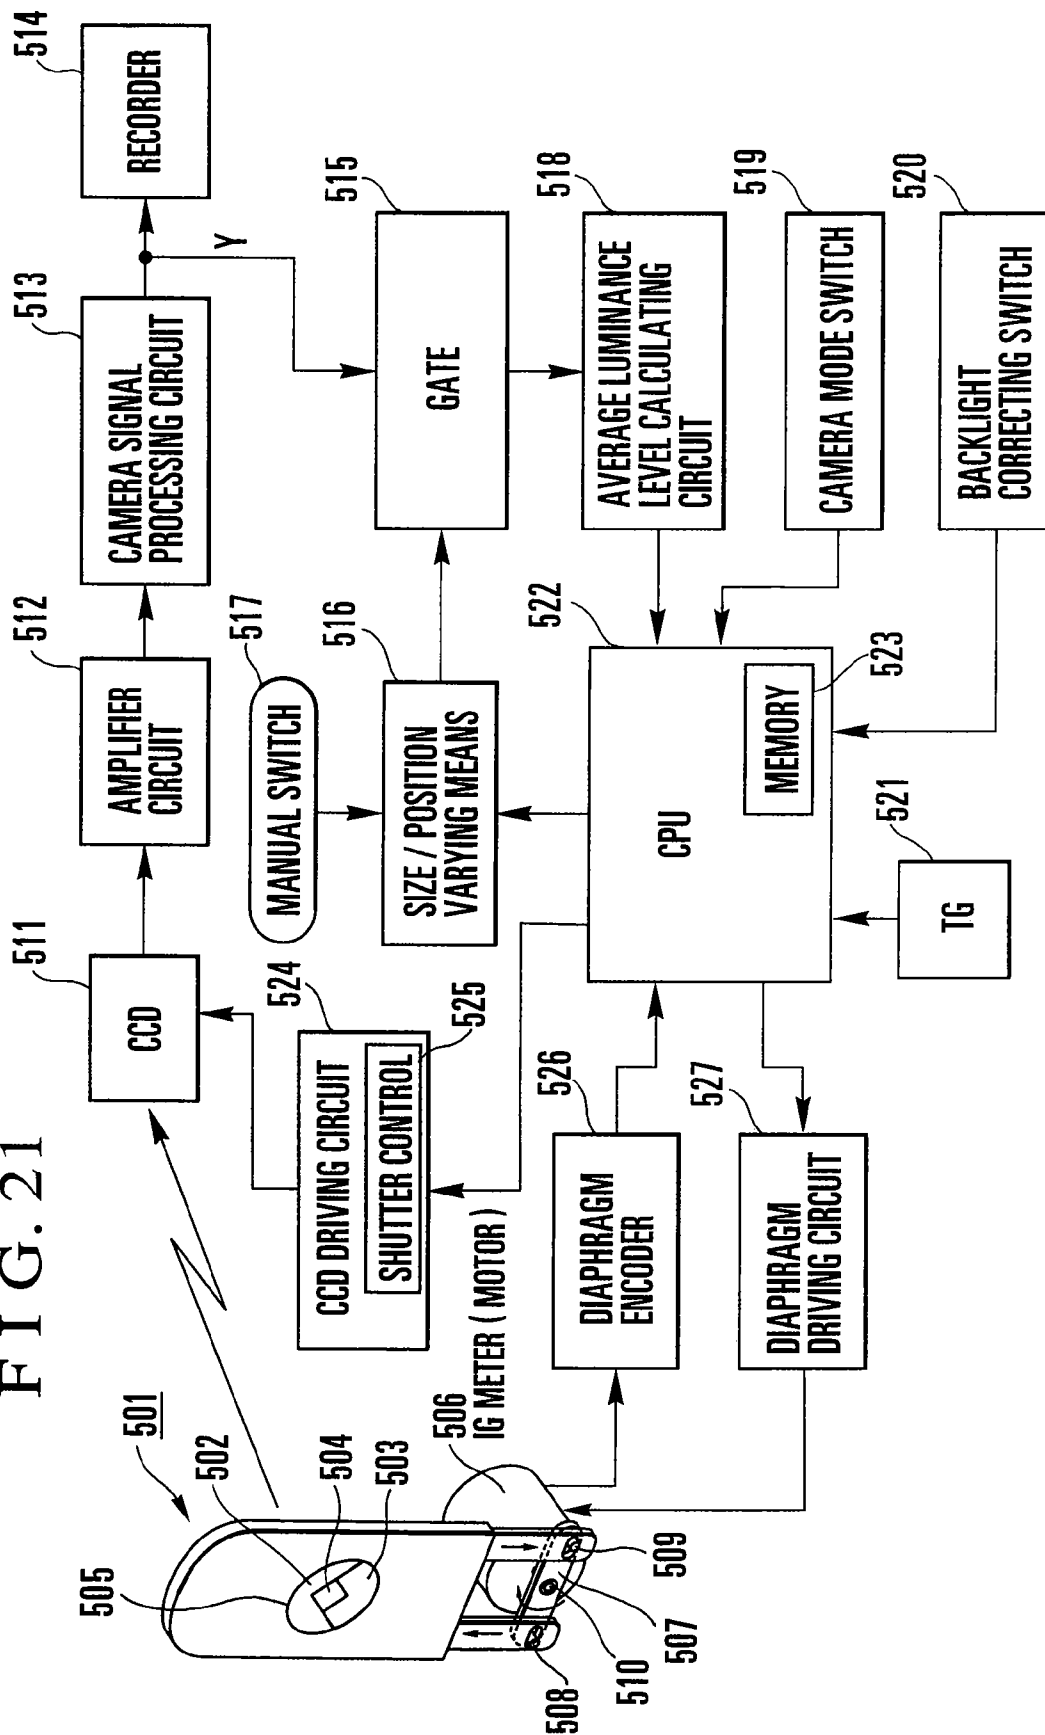 F I G. 21
501
502
504
503
505
506
IG METER ( MOTOR )
509
507
510
508
511
CCD
512
AMPLIFIER
CIRCUIT
513
CAMERA SIGNAL
PROCESSING CIRCUIT
514
RECORDER
Y
517
MANUAL SWITCH
515
GATE
516
SIZE / POSITION
VARYING MEANS
524
CCD DRIVING CIRCUIT
525
SHUTTER CONTROL
518
AVERAGE LUMINANCE
LEVEL CALCULATING
CIRCUIT
519
CAMERA MODE SWITCH
520
BACKLIGHT
CORRECTING SWITCH
522
CPU
523
MEMORY
521
TG
526
DIAPHRAGM
ENCODER
527
DIAPHRAGM
DRIVING CIRCUIT